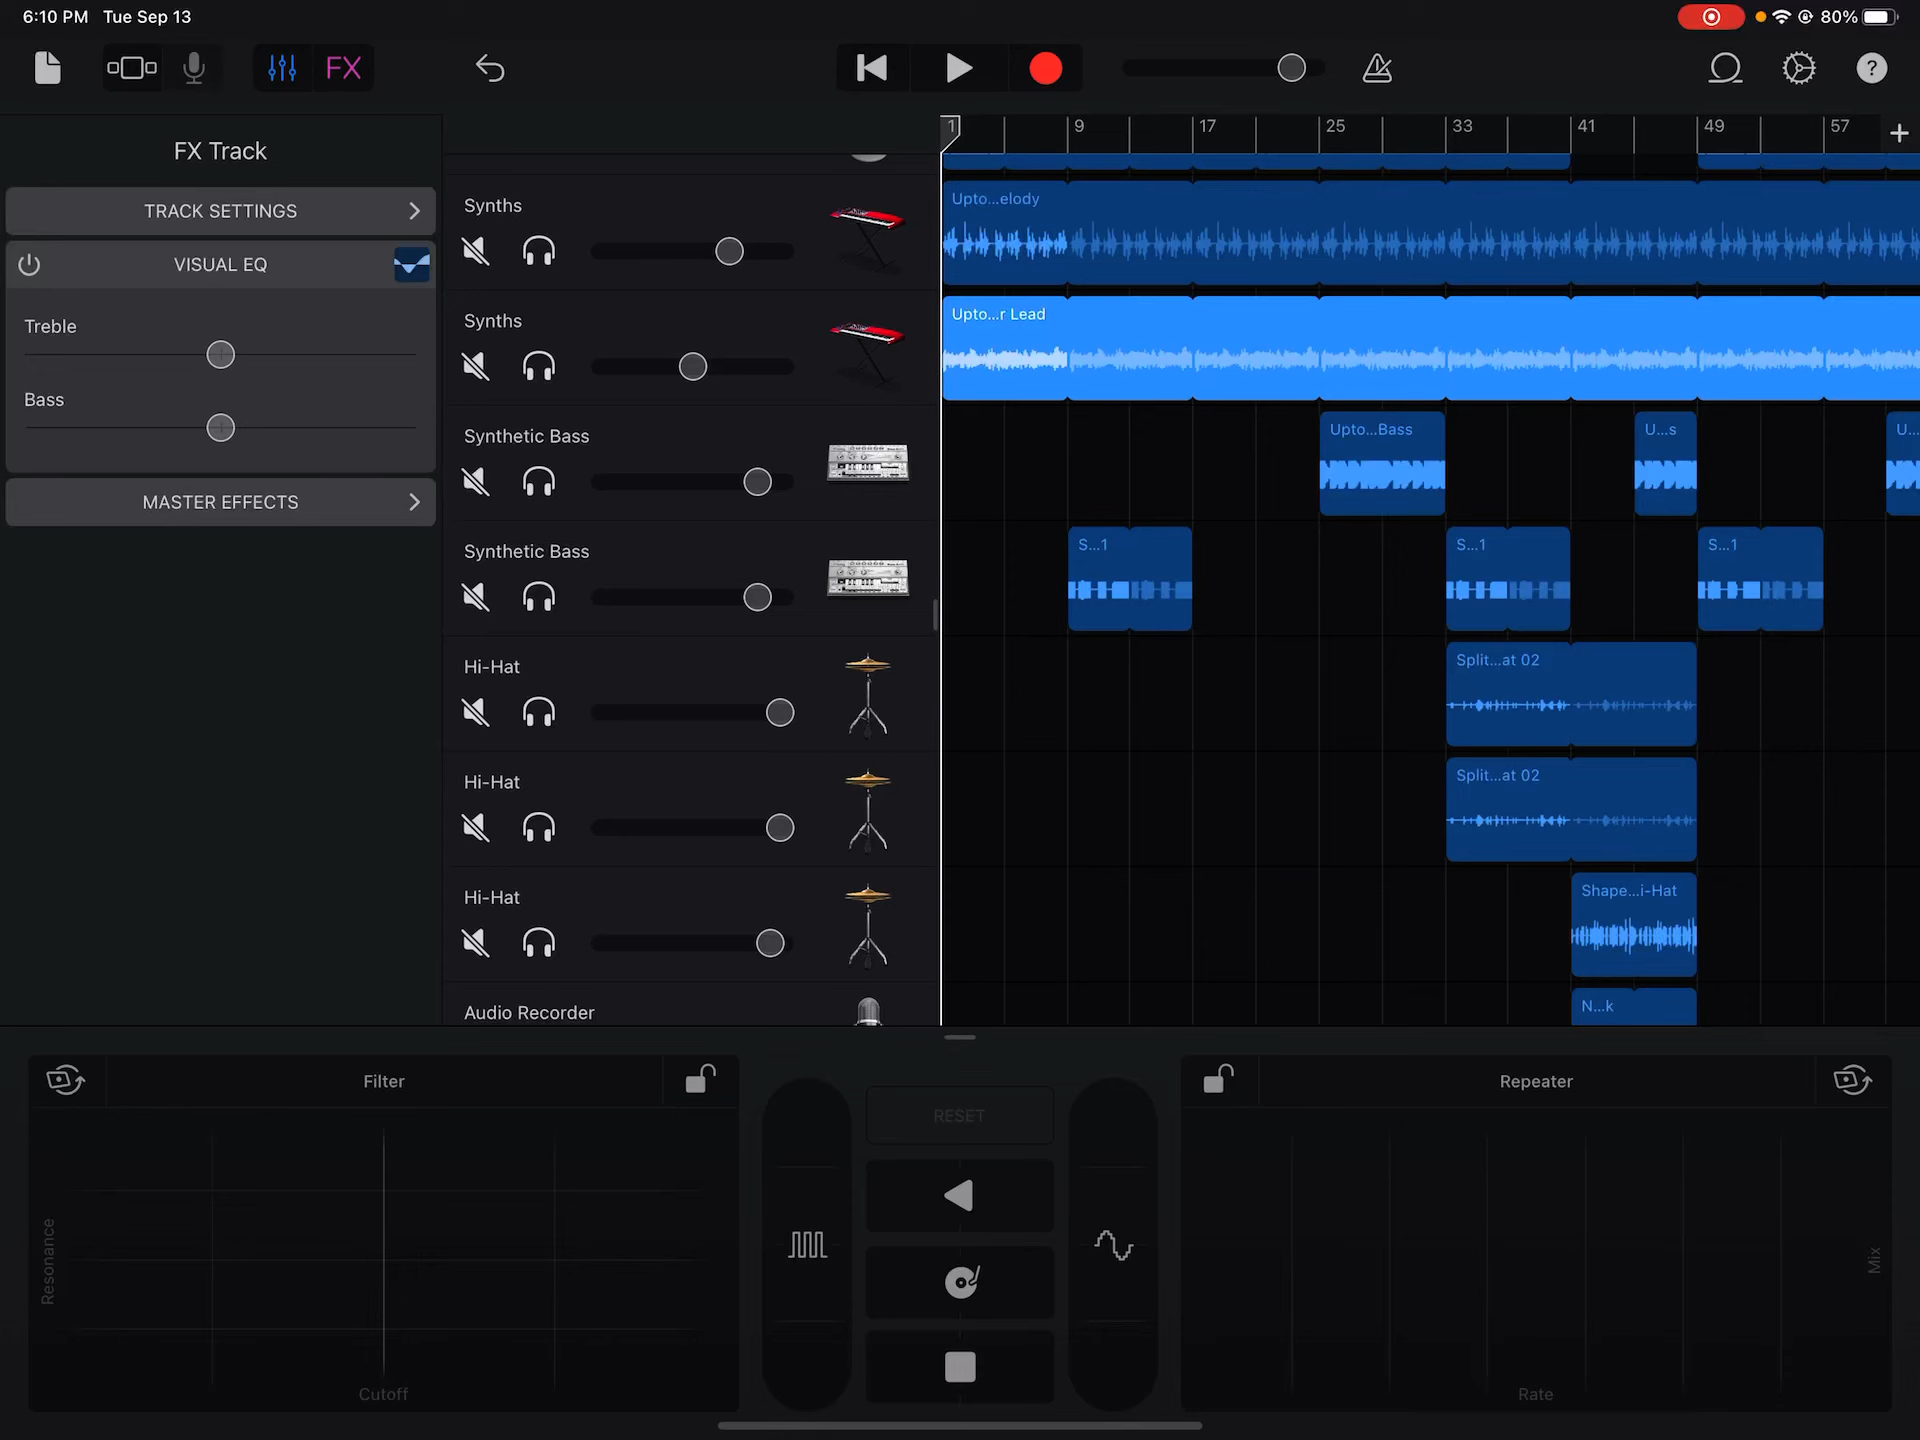 6:10 PM Tue Sep 13
80%
FX
?
FX Track
1 9 17 25 33 41 49 57
TRACK SETTINGS
Synths
Upto...elody
VISUAL EQ
Treble
Synths
Upto...r Lead
Bass
Synthetic Bass
Upto...Bass
U...s
U...
MASTER EFFECTS
Synthetic Bass
S...1
S...1
S...1
Hi-Hat
Split...at 02
Hi-Hat
Split...at 02
Hi-Hat
Shape...i-Hat
Audio Recorder
N...k
Filter
Repeater
RESET
Resonance
Mix
Cutoff
Rate